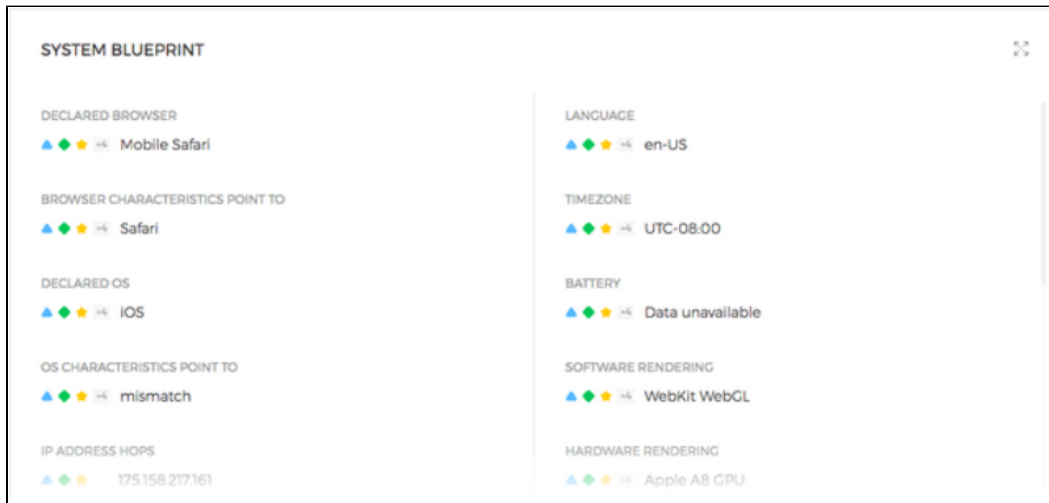 SYSTEM BLUEPRINT
DECLARED BROWSER
+4 Mobile Safari
BROWSER CHARACTERISTICS POINT TO
+4 Safari
DECLARED OS
+4 iOS
OS CHARACTERISTICS POINT TO
+4 mismatch
IP ADDRESS HOPS
175.158.217.161
LANGUAGE
+4 en-US
TIMEZONE
+4 UTC-08:00
BATTERY
+4 Data unavailable
SOFTWARE RENDERING
+4 WebKit WebGL
HARDWARE RENDERING
+4 Apple A8 GPU